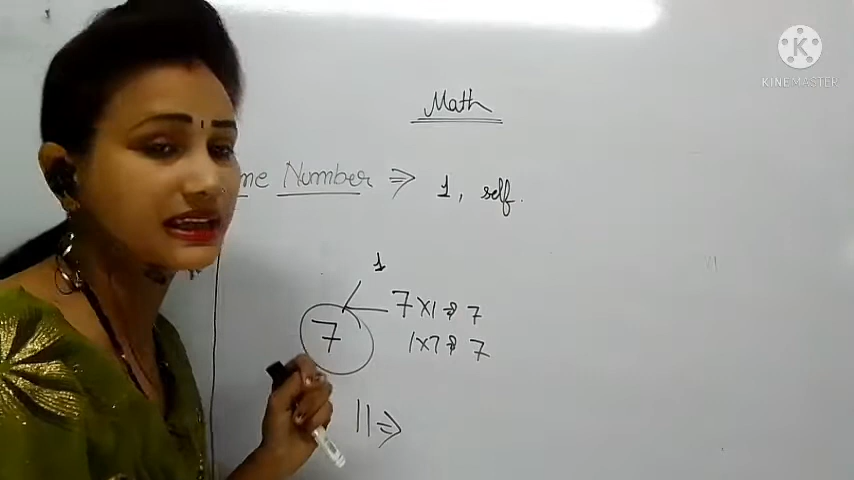 KINEMASTER
Math
me Number ⇒ 1, self.
1
7 7 x 1 ⇒ 7
1 x 7 ⇒ 7
11 ⇒